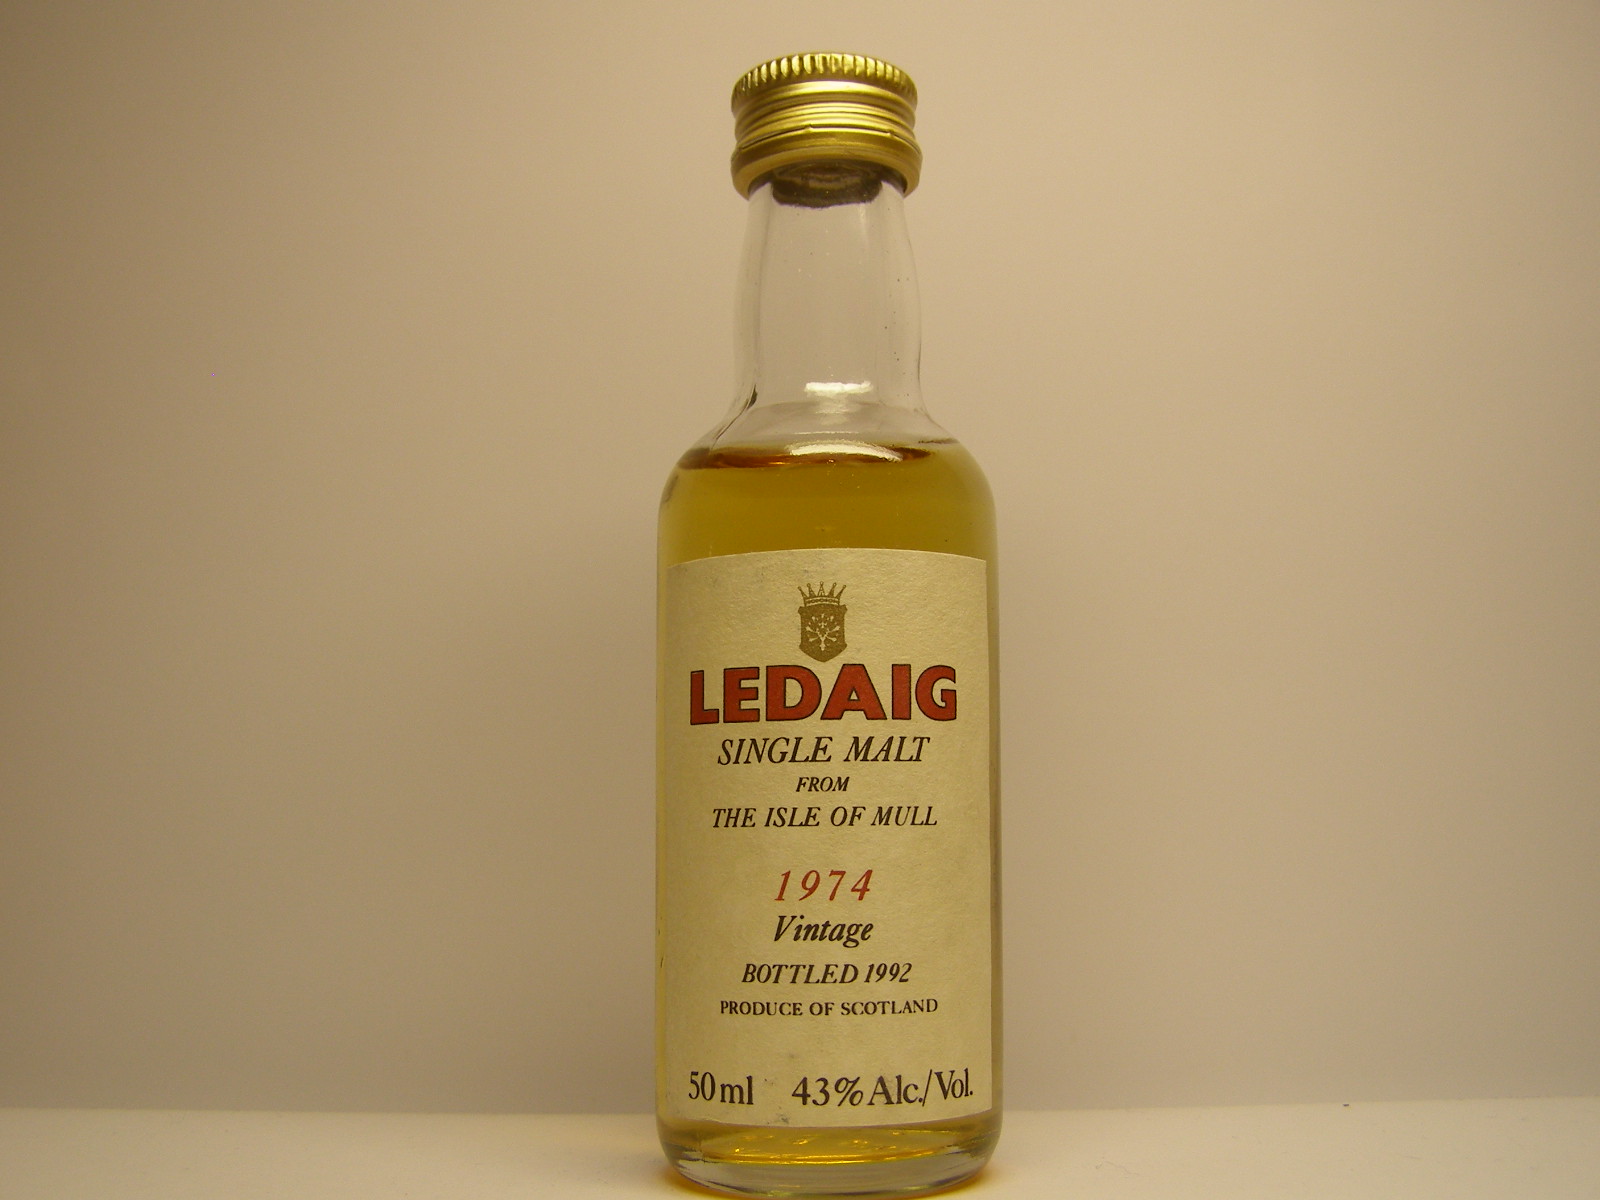 LEDAIG
SINGLE MALT
FROM
THE ISLE OF MULL
1974
Vintage
BOTTLED 1992
PRODUCE OF SCOTLAND
50ml 43% Alc./Vol.